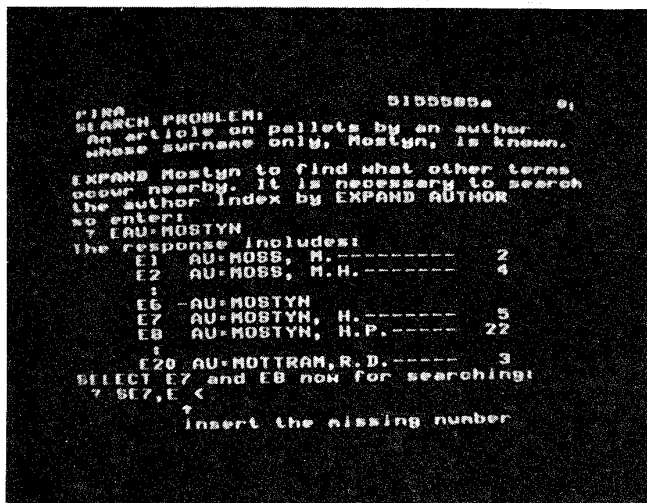 PIRA 5155505a 0;
SEARCH PROBLEM:
An article on pallets by an author
whose surname only, Mostyn, is known.
EXPAND Mostyn to find what other terms
occur nearby. It is necessary to search
the author index by EXPAND AUTHOR
so enter:
? EAU=MOSTYN
The response includes:
E1 AU=MOSS, M.--------- 2
E2 AU=MOSS, M.H.------- 4
:
E6 -AU=MOSTYN
E7 AU=MOSTYN, H.------- 5
E8 AU=MOSTYN, H.P.----- 22
:
E20 AU=MOTTRAM,R.D.----- 3
SELECT E7 and E8 now for searching:
? SE7,E <
↑
insert the missing number